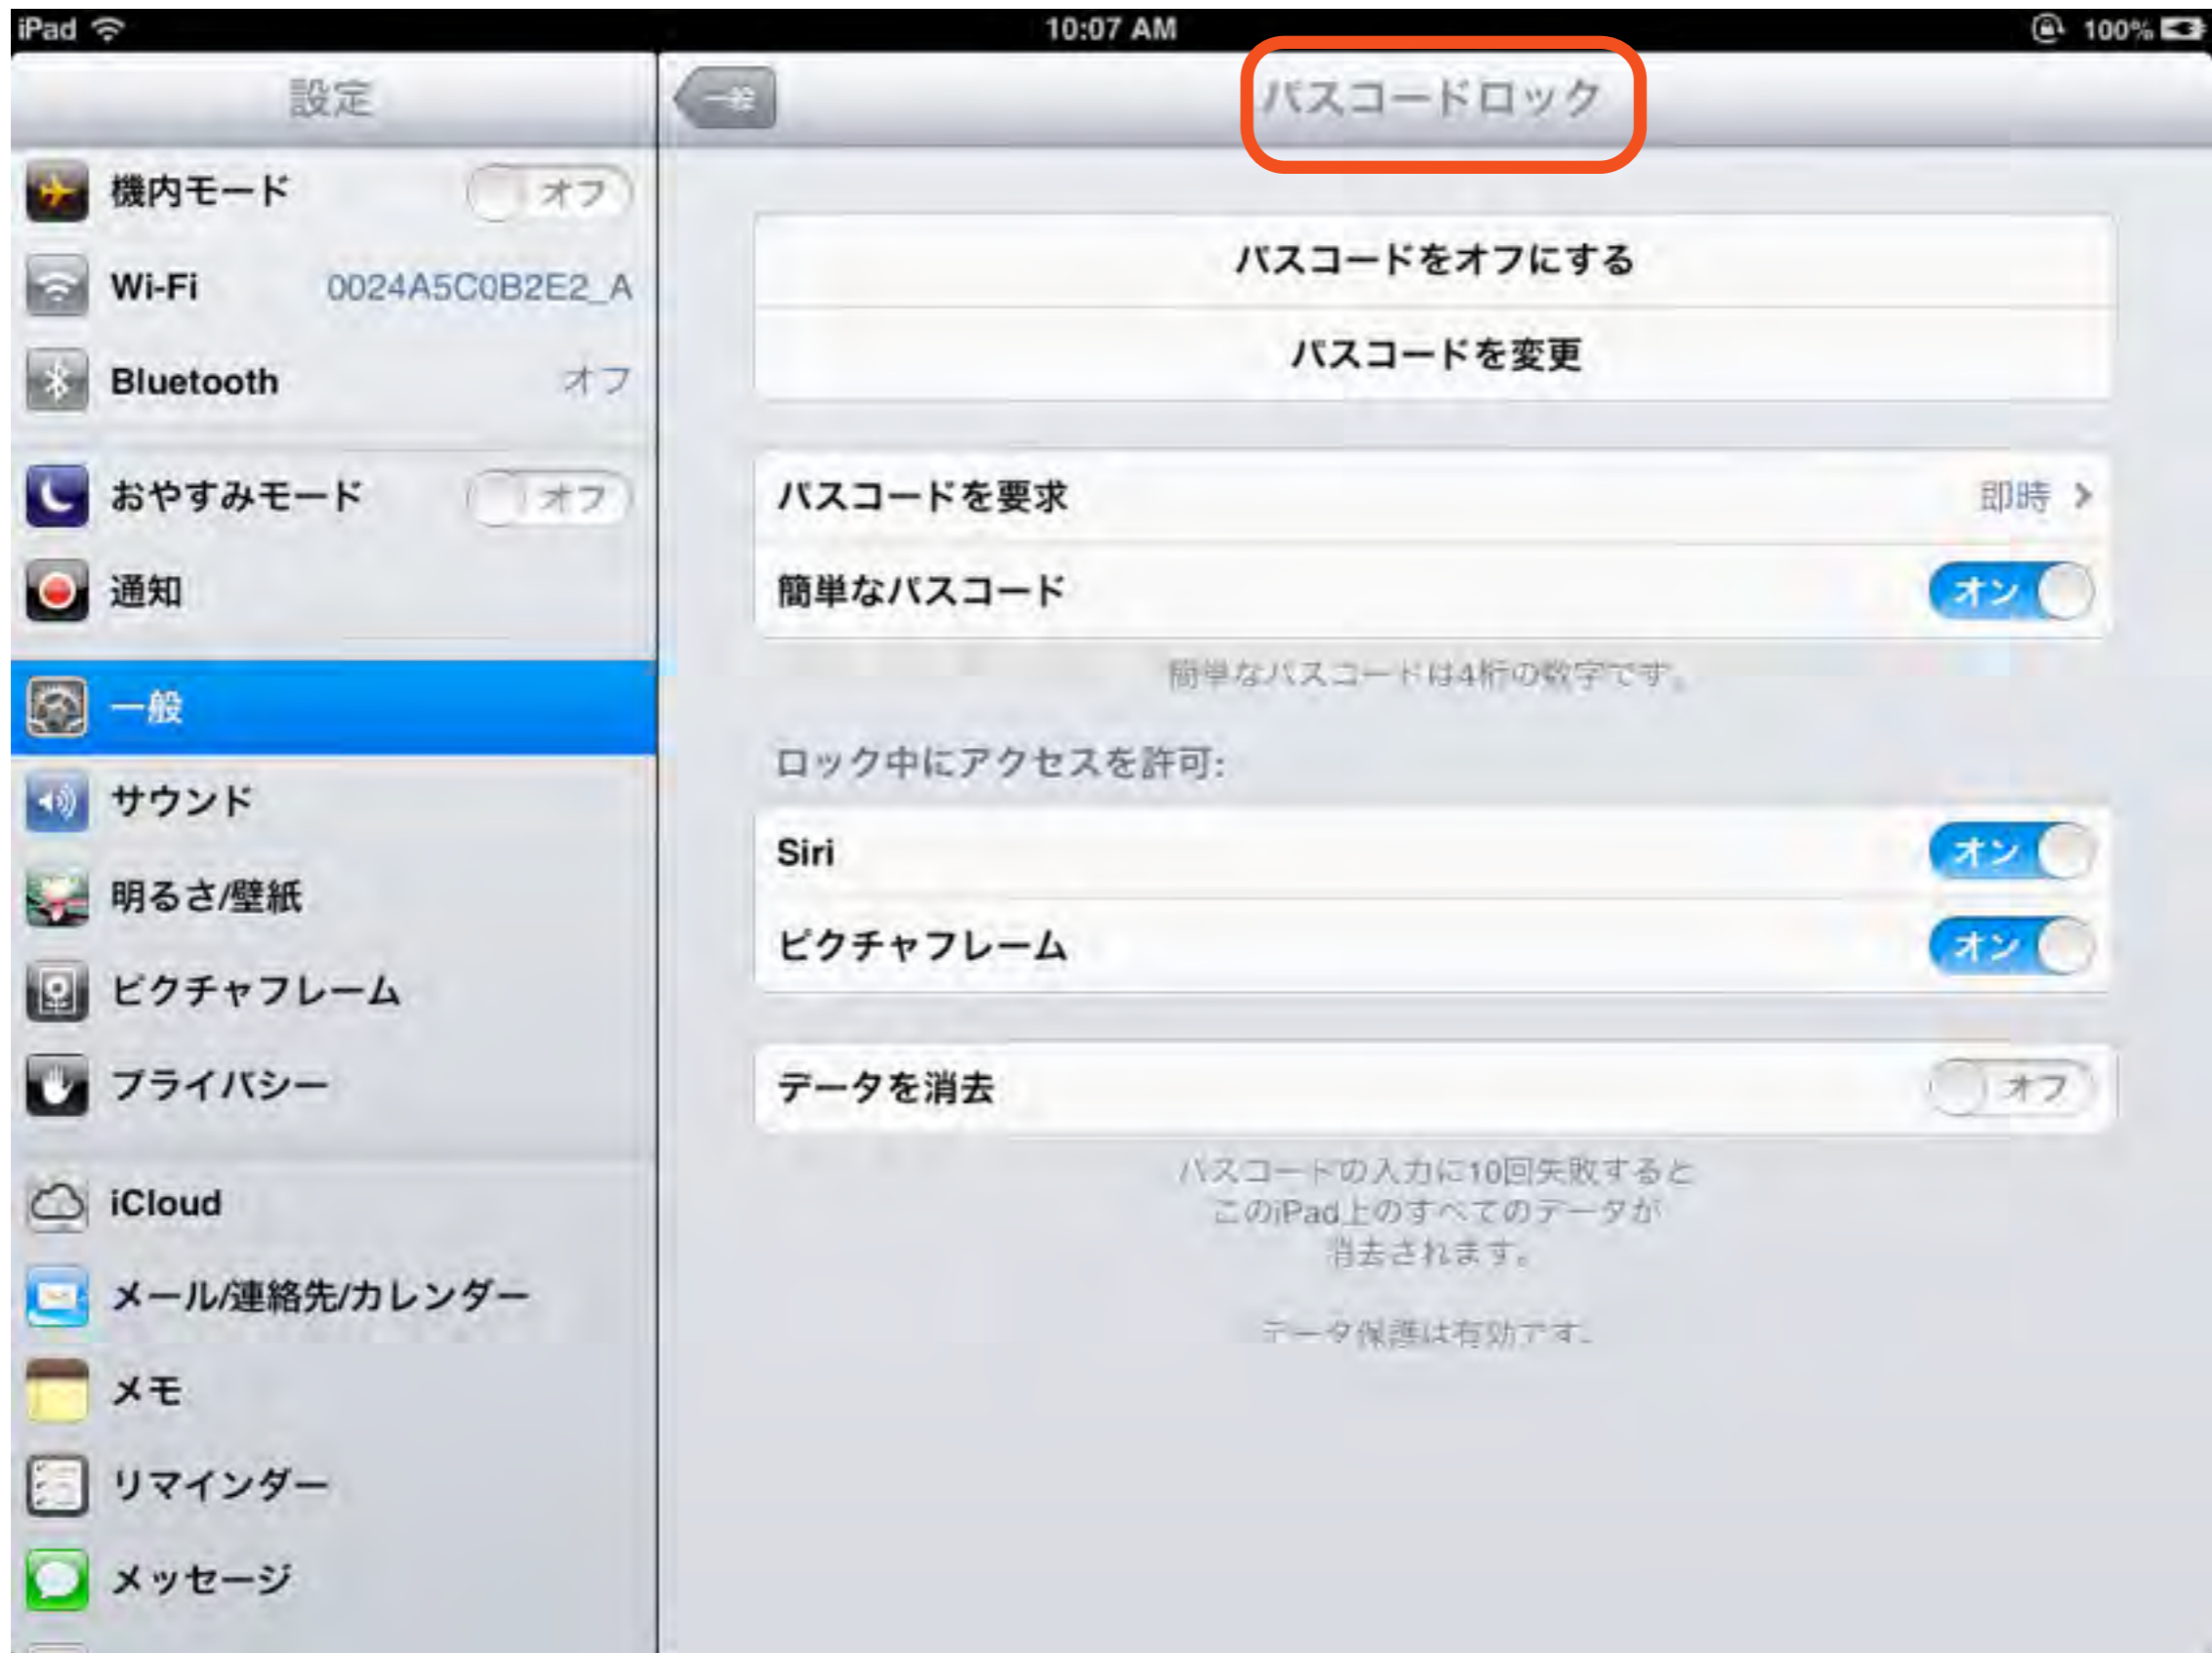 iPad
10:07 AM
100%
設定
機内モード オフ
Wi-Fi 0024A5C0B2E2_A
Bluetooth オフ
おやすみモード オフ
通知
一般
サウンド
明るさ/壁紙
ピクチャフレーム
プライバシー
iCloud
メール/連絡先/カレンダー
メモ
リマインダー
メッセージ
一般
パスコードロック
パスコードをオフにする
パスコードを変更
パスコードを要求 即時
簡単なパスコード オン
簡単なパスコードは4桁の数字です。
ロック中にアクセスを許可:
Siri オン
ピクチャフレーム オン
データを消去 オフ
パスコードの入力に10回失敗すると
このiPad上のすべてのデータが
消去されます。
データ保護は有効です。